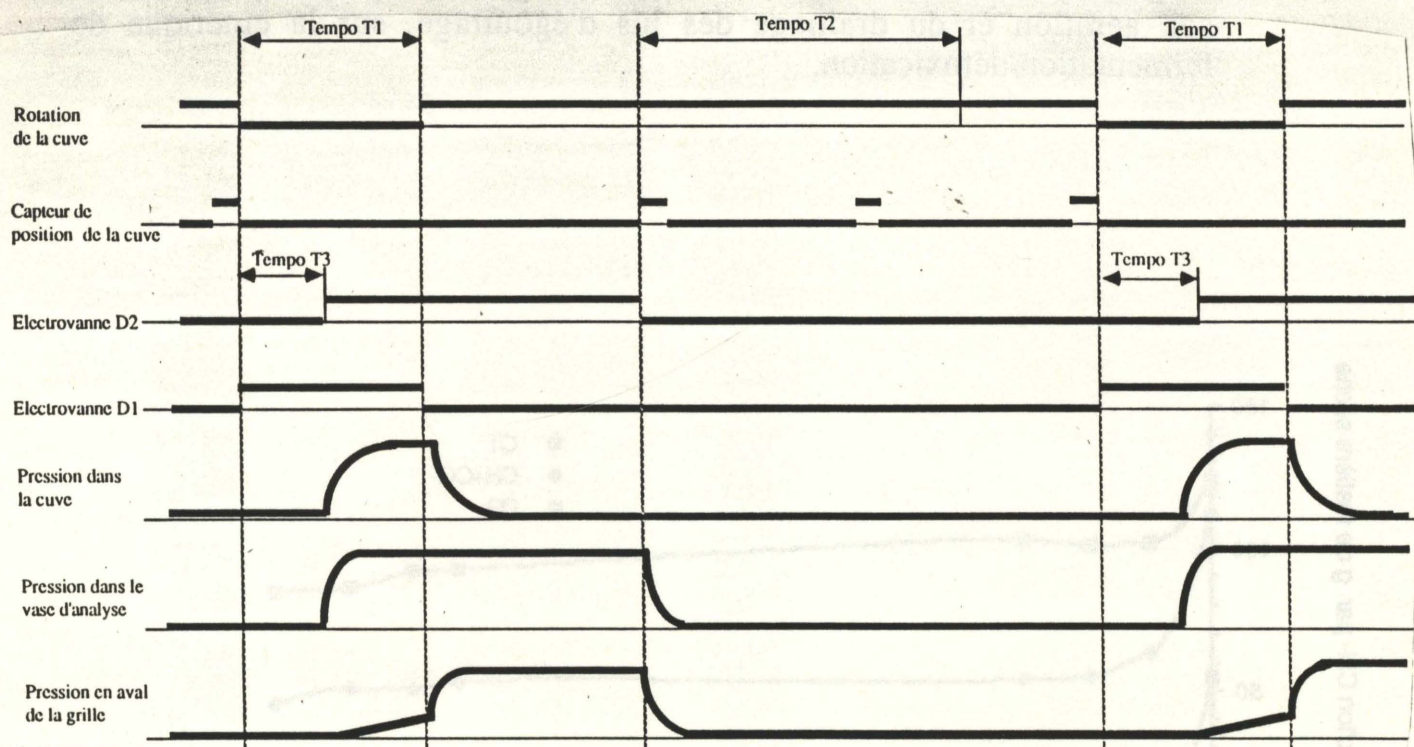 Tempo T1
Tempo T2
Tempo T1
Rotation
de la cuve
Capteur de
position de la cuve
Tempo T3
Tempo T3
Electrovanne D2
Electrovanne D1
Pression dans
la cuve
Pression dans le
vase d'analyse
Pression en aval
de la grille